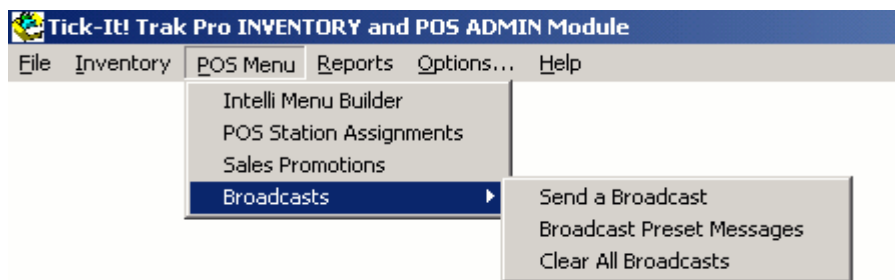 Tick-It! Trak Pro INVENTORY and POS ADMIN Module
File Inventory POS Menu Reports Options... Help
Intelli Menu Builder
POS Station Assignments
Sales Promotions
Broadcasts
Send a Broadcast
Broadcast Preset Messages
Clear All Broadcasts